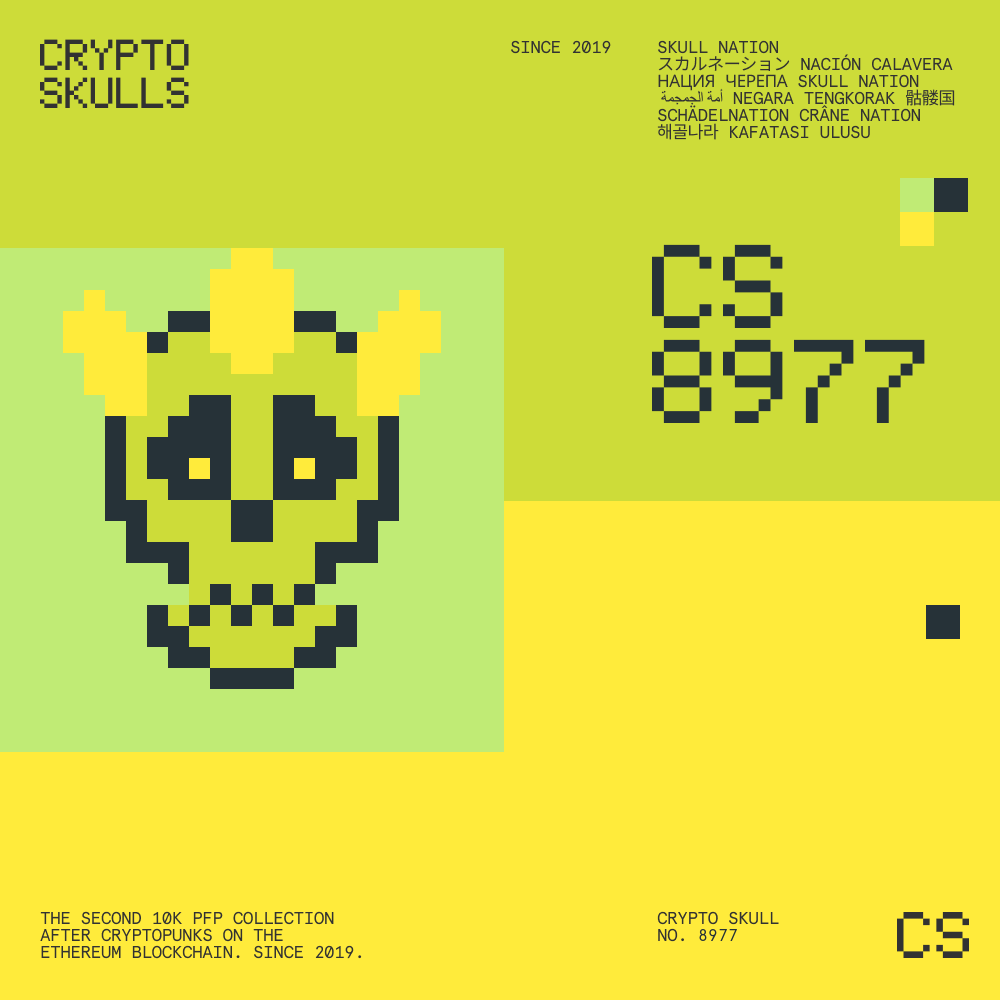 CRYPTO
SKULLS
SINCE 2019
SKULL NATION
スカルネーション NACIÓN CALAVERA
НАЦИЯ ЧЕРЕПА SKULL NATION
أمة الجمجمة NEGARA TENGKORAK 骷髅国
SCHÄDELNATION CRÂNE NATION
해골나라 KAFATASI ULUSU
CS
8977
THE SECOND 10K PFP COLLECTION
AFTER CRYPTOPUNKS ON THE
ETHEREUM BLOCKCHAIN. SINCE 2019.
CRYPTO SKULL
NO. 8977
CS